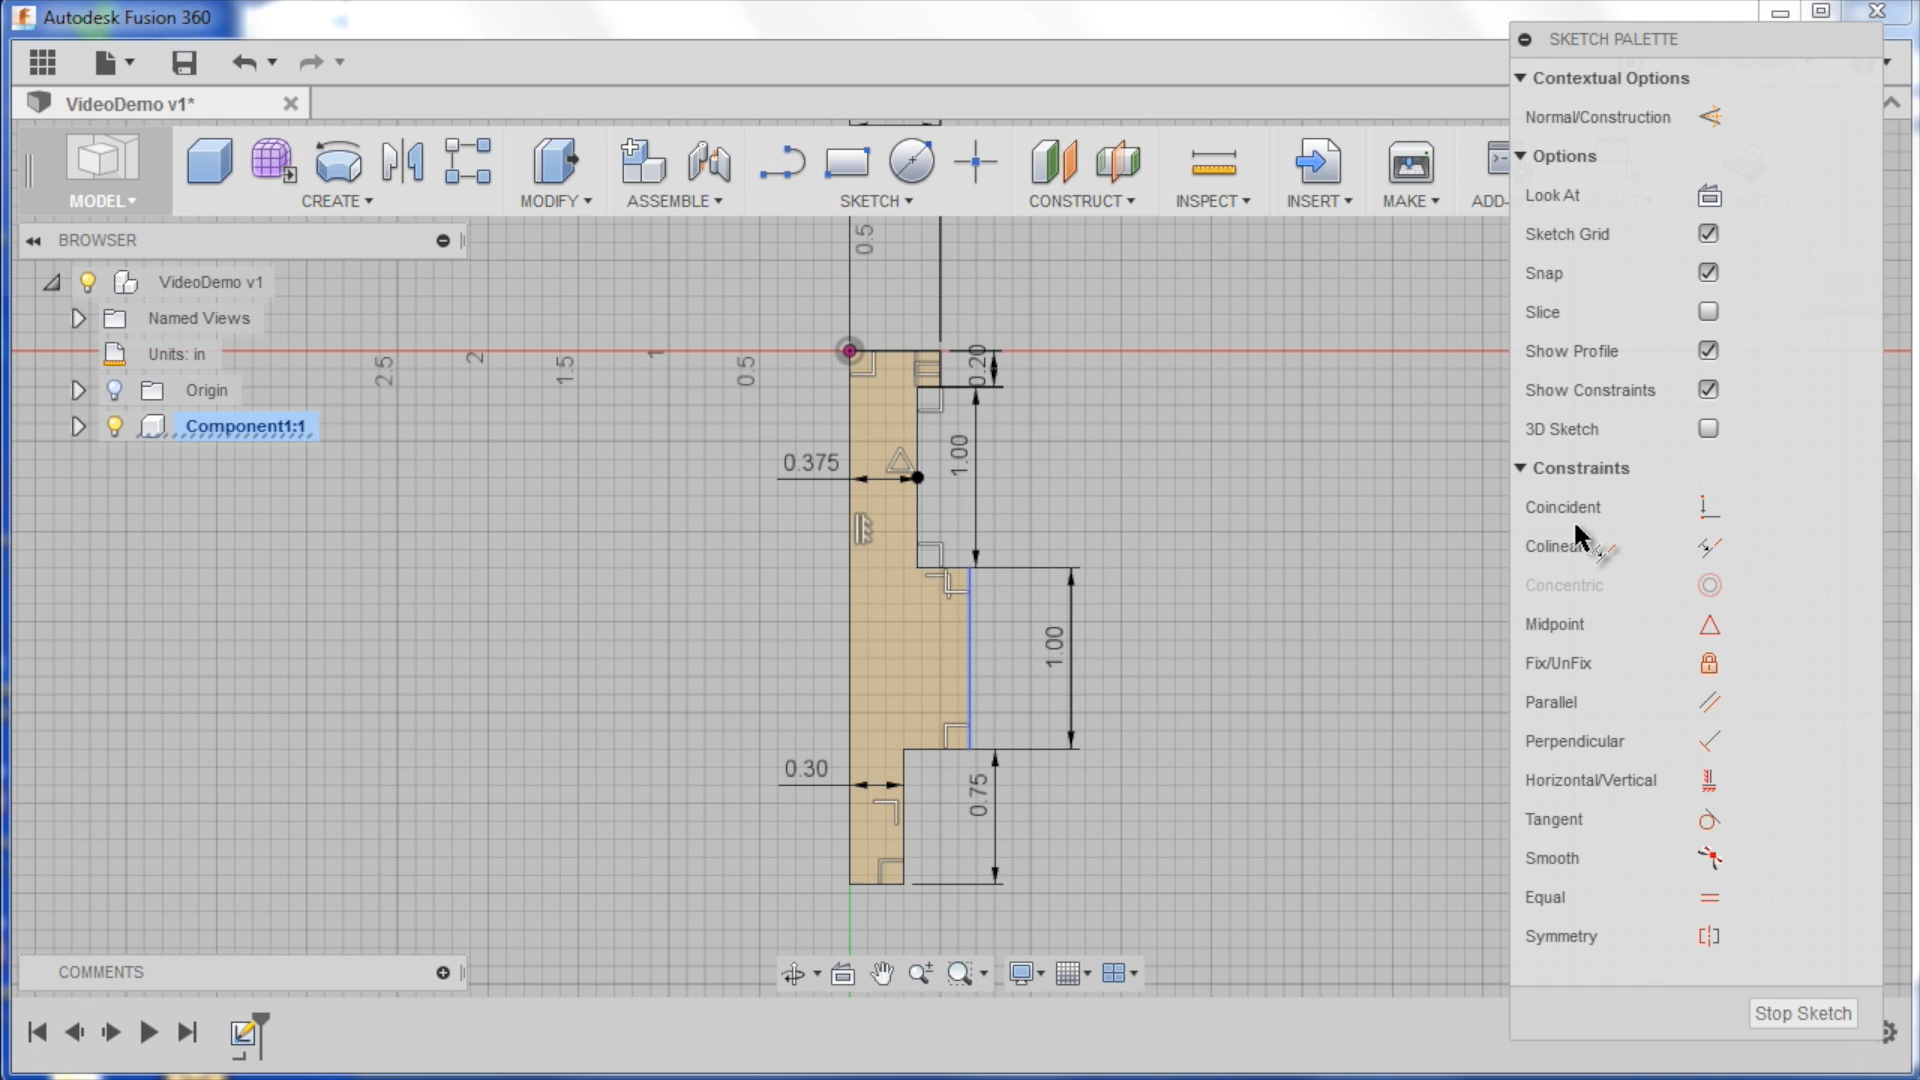 Autodesk Fusion 360
SKETCH PALETTE
VideoDemo v1*
Contextual Options
Normal/Construction
Options
MODEL
CREATE
MODIFY
ASSEMBLE
SKETCH
CONSTRUCT
INSPECT
INSERT
MAKE
ADD-
Look At
Sketch Grid
Snap
Slice
Show Profile
Show Constraints
3D Sketch
Constraints
Coincident
Colinear
Concentric
Midpoint
Fix/UnFix
Parallel
Perpendicular
Horizontal/Vertical
Tangent
Smooth
Equal
Symmetry
Stop Sketch
BROWSER
VideoDemo v1
Named Views
Units: in
Origin
Component1:1
2.5
2
1.5
1
0.5
0.5
0.20
0.375
1.00
1.00
0.30
0.75
COMMENTS